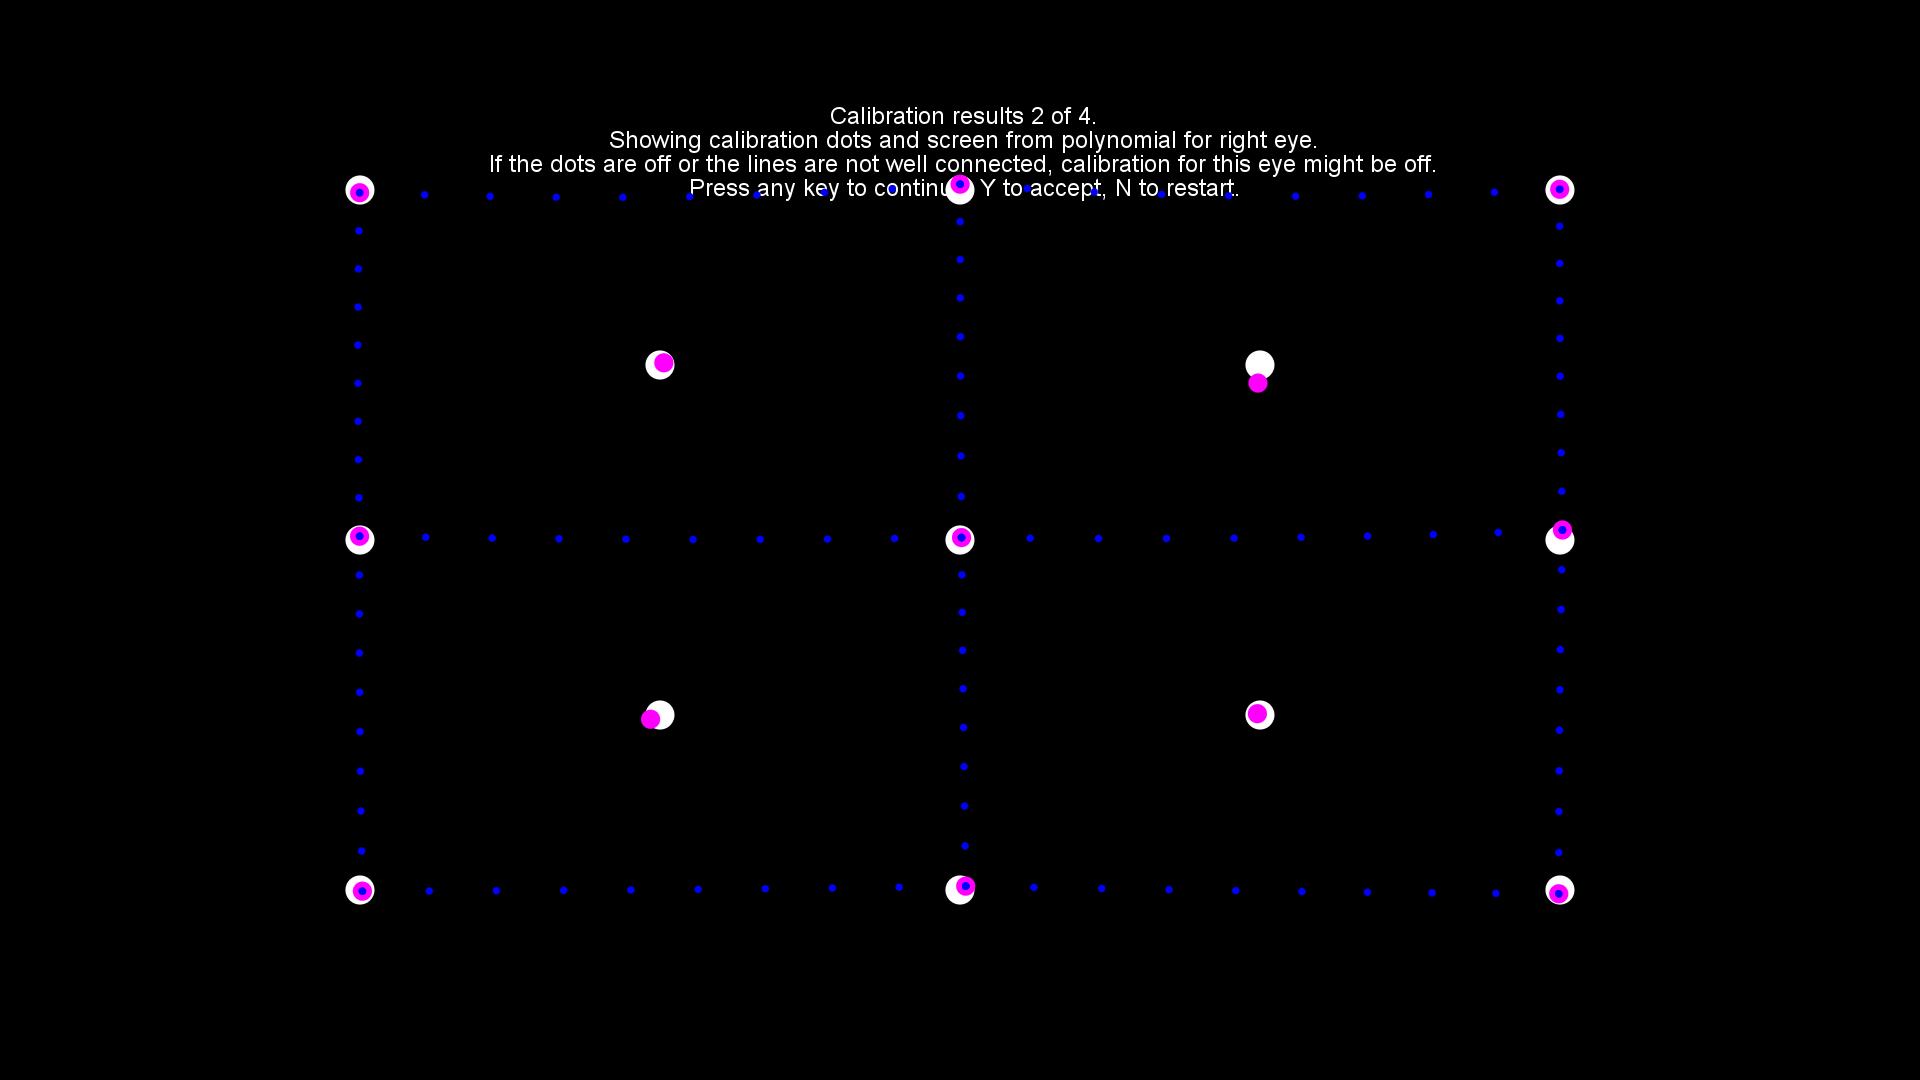 Calibration results 2 of 4.
Showing calibration dots and screen from polynomial for right eye.
If the dots are off or the lines are not well connected, calibration for this eye might be off.
Press any key to continue, Y to accept, N to restart.